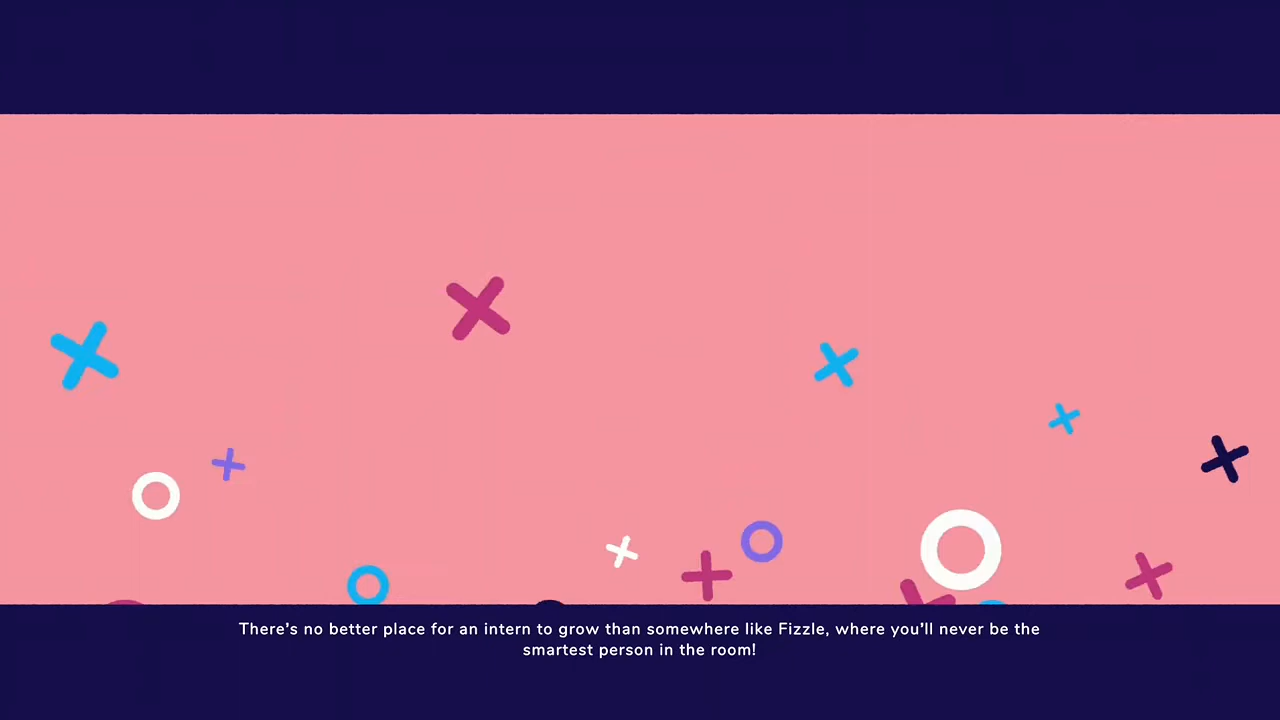 There's no better place for an intern to grow than somewhere like Fizzle, where you'll never be the
smartest person in the room!